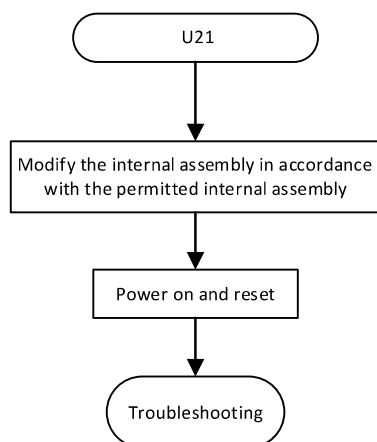 U21
Modify the internal assembly in accordance
with the permitted internal assembly
Power on and reset
Troubleshooting